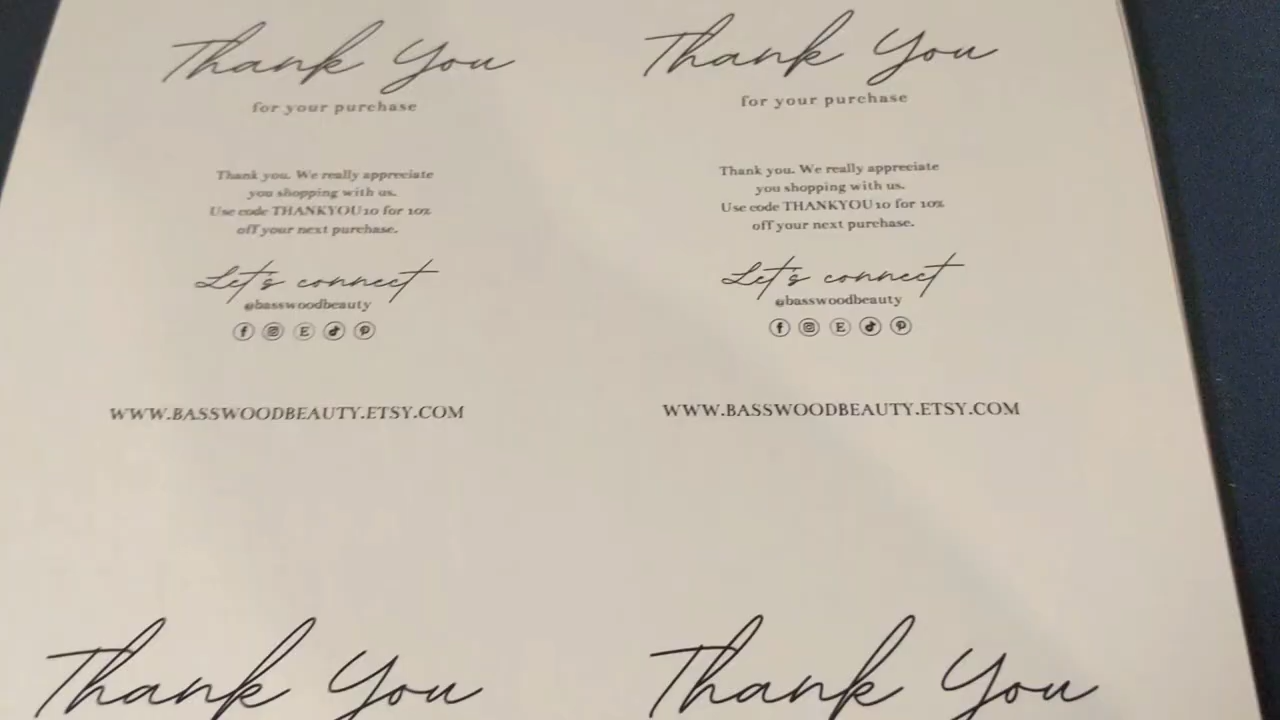 Thank You
for your purchase
Thank you. We really appreciate
you shopping with us.
Use code THANKYOU10 for 10%
off your next purchase.
Let's connect
@basswoodbeauty
WWW.BASSWOODBEAUTY.ETSY.COM
Thank You
for your purchase
Thank you. We really appreciate
you shopping with us.
Use code THANKYOU10 for 10%
off your next purchase.
Let's connect
@basswoodbeauty
WWW.BASSWOODBEAUTY.ETSY.COM
Thank You
Thank You